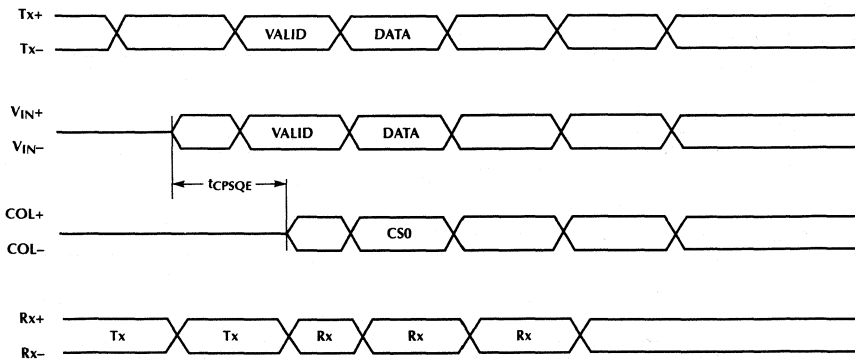 Tx+
VALID DATA
Tx–
VIN+
VALID DATA
VIN–
tCPSQE
COL+
CS0
COL–
Rx+
Tx Tx Rx Rx Rx
Rx–